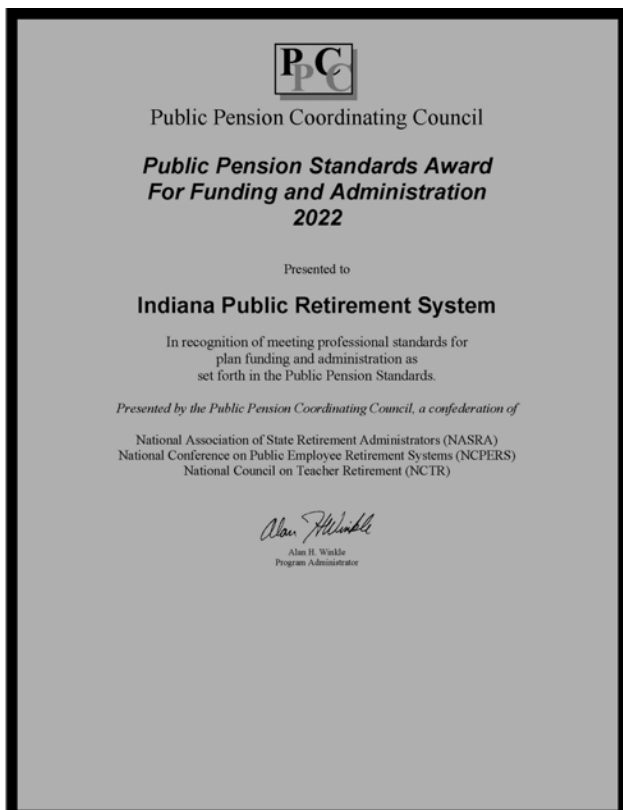 PPCC
Public Pension Coordinating Council
Public Pension Standards Award
For Funding and Administration
2022
Presented to
Indiana Public Retirement System
In recognition of meeting professional standards for
plan funding and administration as
set forth in the Public Pension Standards.
Presented by the Public Pension Coordinating Council, a confederation of
National Association of State Retirement Administrators (NASRA)
National Conference on Public Employee Retirement Systems (NCPERS)
National Council on Teacher Retirement (NCTR)
Alan H Winkle
Alan H. Winkle
Program Administrator